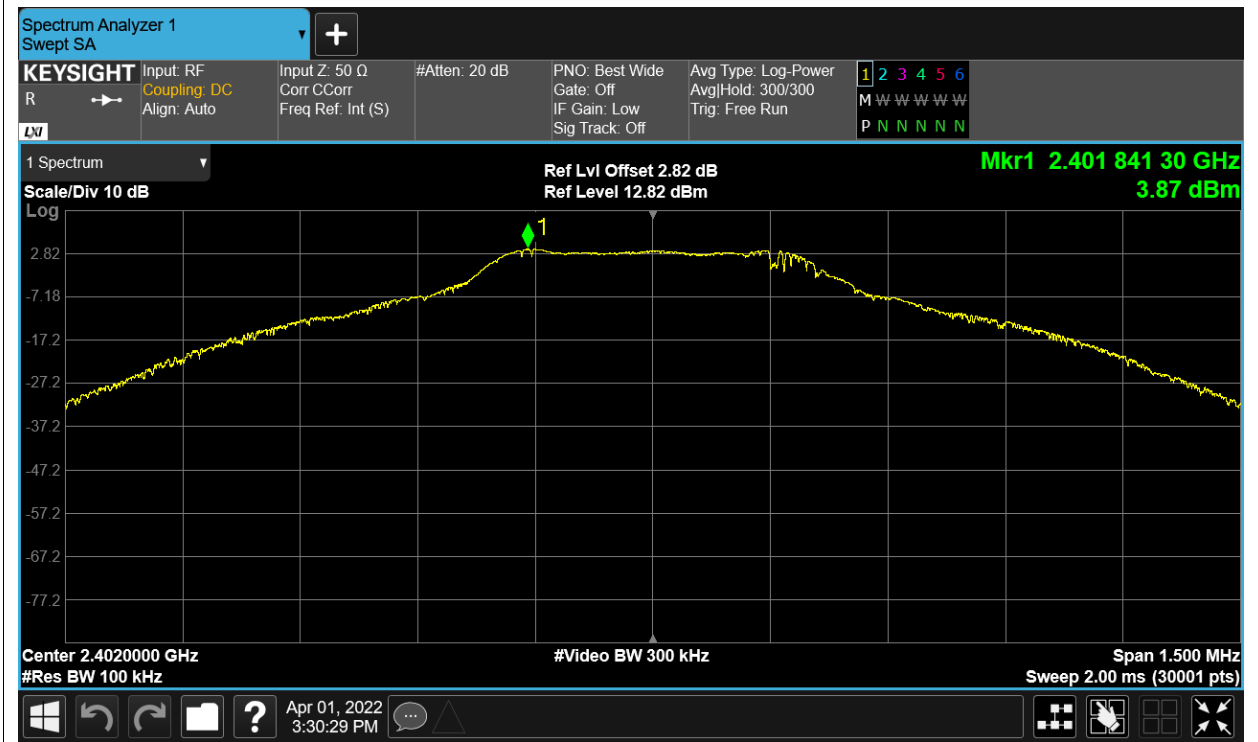 Spectrum Analyzer 1
Swept SA
KEYSIGHT
R
LXI
Input: RF
Coupling: DC
Align: Auto
Input Z: 50 Ω
Corr CCorr
Freq Ref: Int (S)
#Atten: 20 dB
PNO: Best Wide
Gate: Off
IF Gain: Low
Sig Track: Off
Avg Type: Log-Power
Avg|Hold: 300/300
Trig: Free Run
1 2 3 4 5 6
M W W W W W
P N N N N N
1 Spectrum
Scale/Div 10 dB
Log
Ref Lvl Offset 2.82 dB
Ref Level 12.82 dBm
Mkr1 2.401 841 30 GHz
3.87 dBm
1
2.82
-7.18
-17.2
-27.2
-37.2
-47.2
-57.2
-67.2
-77.2
Center 2.4020000 GHz
#Res BW 100 kHz
#Video BW 300 kHz
Span 1.500 MHz
Sweep 2.00 ms (30001 pts)
?
Apr 01, 2022
3:30:29 PM